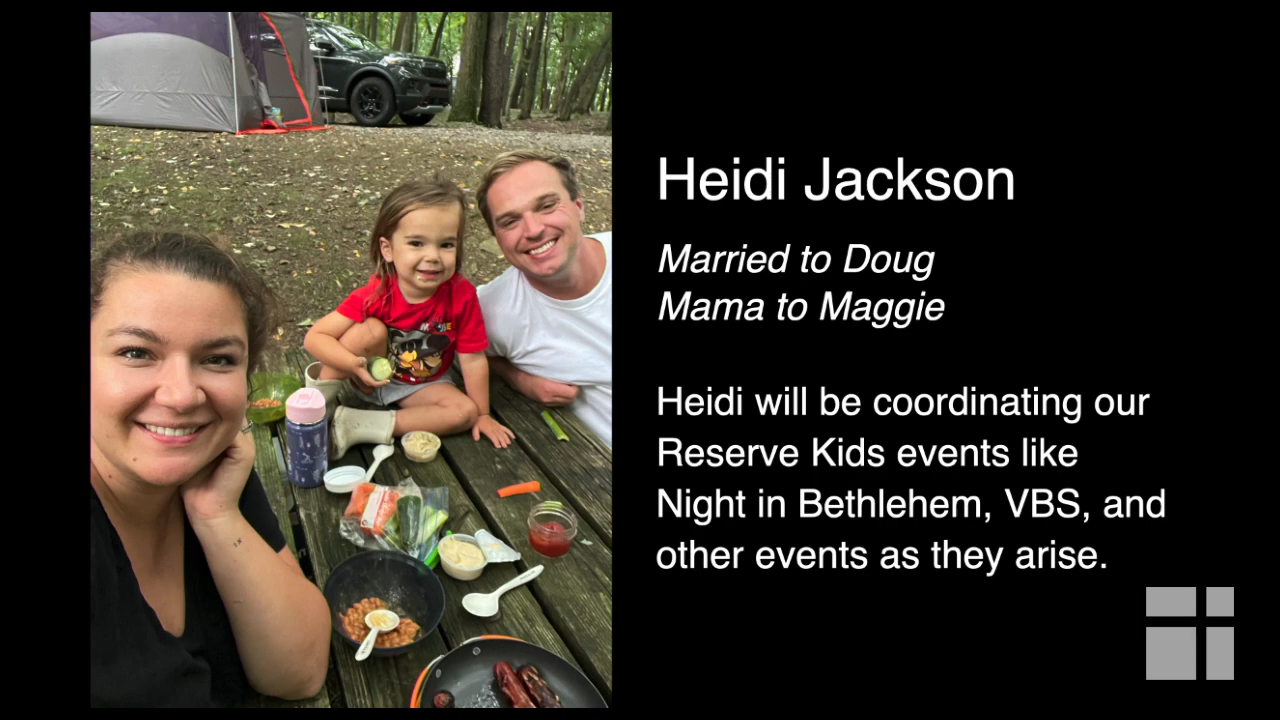 Heidi Jackson
Married to Doug
Mama to Maggie
Heidi will be coordinating our
Reserve Kids events like
Night in Bethlehem, VBS, and
other events as they arise.